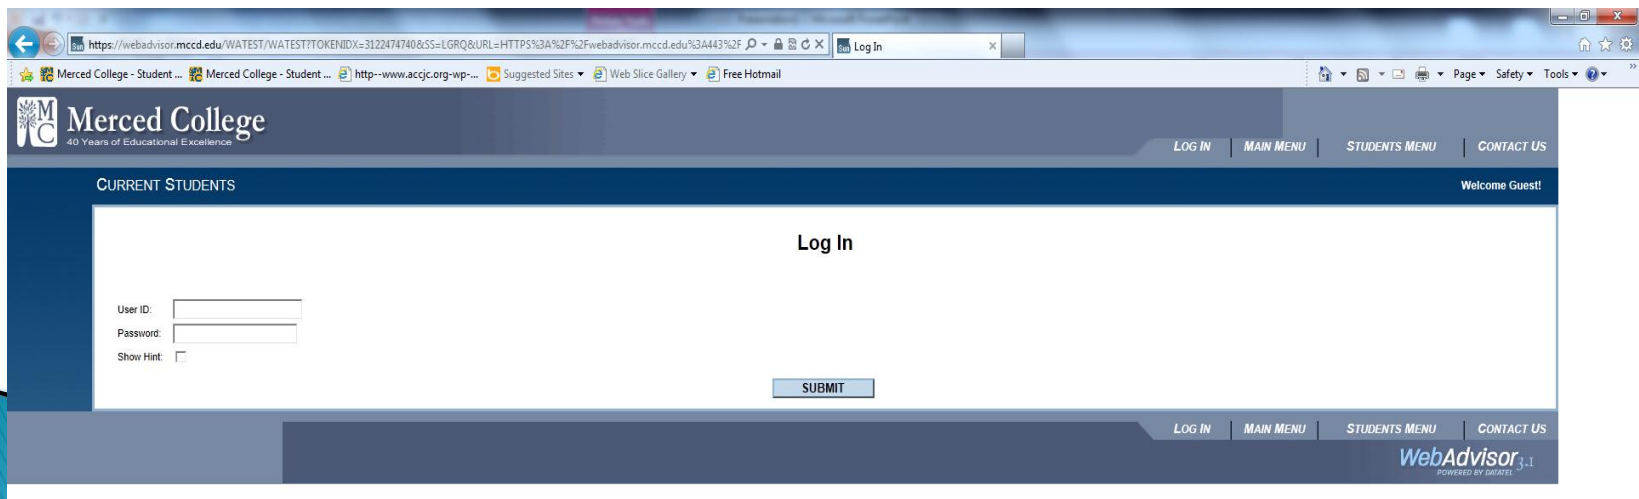 https://webadvisor.mccd.edu/WATEST/WATEST?TOKENIDX=3122474740&SS=LGRQ&URL=HTTPS%3A%2F%2Fwebadvisor.mccd.edu%3A443%2F
Sun Log In
Merced College - Student ... Merced College - Student ... http--www.accjc.org-wp-... Suggested Sites Web Slice Gallery Free Hotmail Page Safety Tools
MC Merced College
40 Years of Educational Excellence
LOG IN MAIN MENU STUDENTS MENU CONTACT US
CURRENT STUDENTS Welcome Guest!
Log In
User ID:
Password:
Show Hint:
SUBMIT
LOG IN MAIN MENU STUDENTS MENU CONTACT US
WebAdvisor 3.1
POWERED BY DATATEL